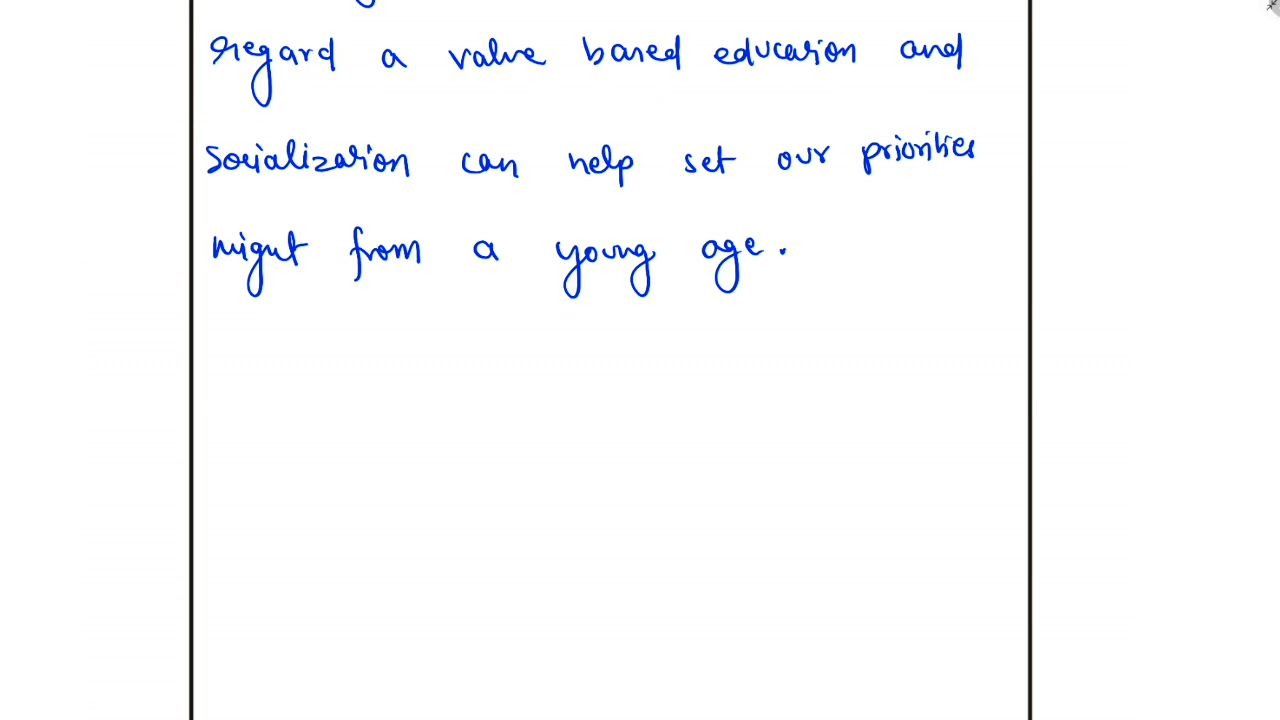 regard a value based education and
socialization can help set our priorities
right from a young age.